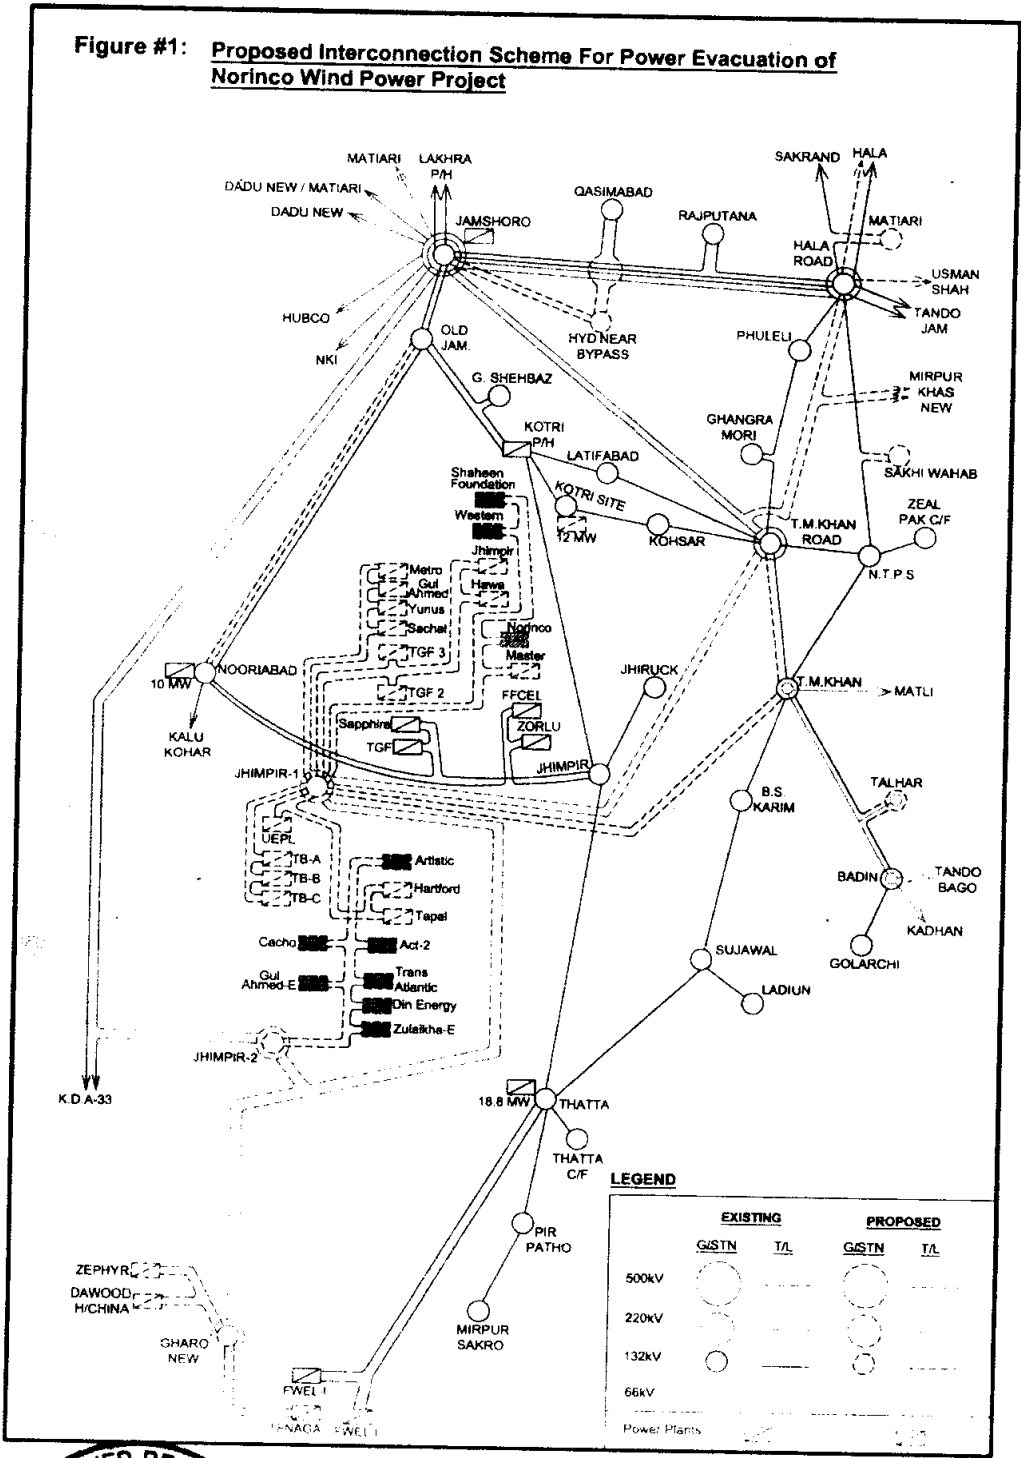 Figure #1: Proposed Interconnection Scheme For Power Evacuation of
Norinco Wind Power Project
MATIARI
LAKHRA
P/H
SAKRAND
HALA
DADU NEW / MATIARI
DADU NEW
QASIMABAD
JAMSHORO
RAJPUTANA
MATIARI
HALA
ROAD
USMAN
SHAH
TANDO
JAM
HUBCO
NKI
OLD
JAM.
HYD NEAR
BYPASS
PHULELI
G. SHEHBAZ
MIRPUR
KHAS
NEW
KOTRI
P/H
GHANGRA
MORI
LATIFABAD
SAKHI WAHAB
Shaheen
Foundation
KOTRI SITE
Western
12 MW
KOHSAR
T.M.KHAN
ROAD
ZEAL
PAK C/F
N.T.P.S
Jhimpir
Metro
Gul
Ahmed
Hawa
Yunus
Sachal
Norinco
TGF 3
Master
NOORIABAD
10 MW
TGF 2
JHIRUCK
T.M.KHAN
MATLI
FFCEL
Sapphire
ZORLU
TGF
KALU
KOHAR
JHIMPIR
JHIMPIR-1
B.S.
KARIM
TALHAR
UEPL
TB-A
TB-B
TB-C
Artistic
Hartford
Tapal
BADIN
TANDO
BAGO
KADHAN
Cacho
Act-2
GOLARCHI
SUJAWAL
Gul
Ahmed-E
Trans
Atlantic
LADIUN
Din Energy
Zulaikha-E
JHIMPIR-2
K.D.A-33
18.8 MW
THATTA
THATTA
C/F
PIR
PATHO
ZEPHYR
DAWOOD
H/CHINA
GHARO
NEW
MIRPUR
SAKRO
FWEL-I
TENAGA
LEGEND
EXISTING
PROPOSED
G/STN
T/L
G/STN
T/L
500kV
220kV
132kV
66kV
Power Plants